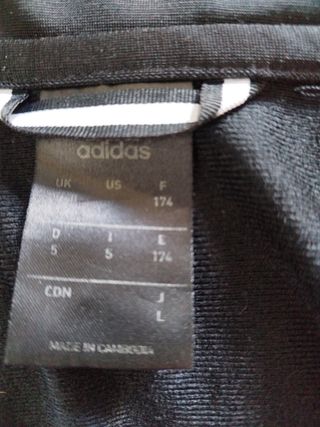 adidas
UK US F
174
D I E
5 S 174
CDN J
L
MADE IN CAMBODIA